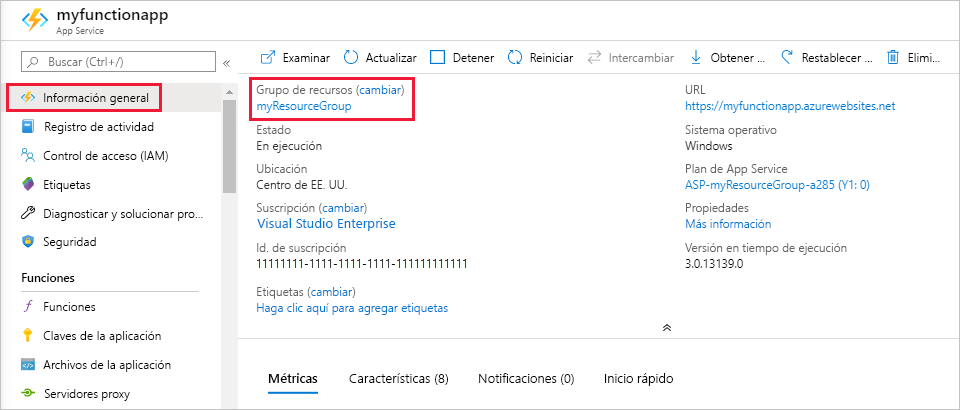 myfunctionapp
App Service
Buscar (Ctrl+/)
«
Información general
Registro de actividad
Control de acceso (IAM)
Etiquetas
Diagnosticar y solucionar pro...
Seguridad
Funciones
Funciones
Claves de la aplicación
Archivos de la aplicación
Servidores proxy
Examinar
Actualizar
Detener
Reiniciar
Intercambiar
Obtener ...
Restablecer ...
Elimi...
Grupo de recursos (cambiar)
myResourceGroup
Estado
En ejecución
Ubicación
Centro de EE. UU.
Suscripción (cambiar)
Visual Studio Enterprise
Id. de suscripción
11111111-1111-1111-1111-111111111111
Etiquetas (cambiar)
Haga clic aquí para agregar etiquetas
URL
https://myfunctionapp.azurewebsites.net
Sistema operativo
Windows
Plan de App Service
ASP-myResourceGroup-a285 (Y1: 0)
Propiedades
Más información
Versión en tiempo de ejecución
3.0.13139.0
Métricas
Características (8)
Notificaciones (0)
Inicio rápido